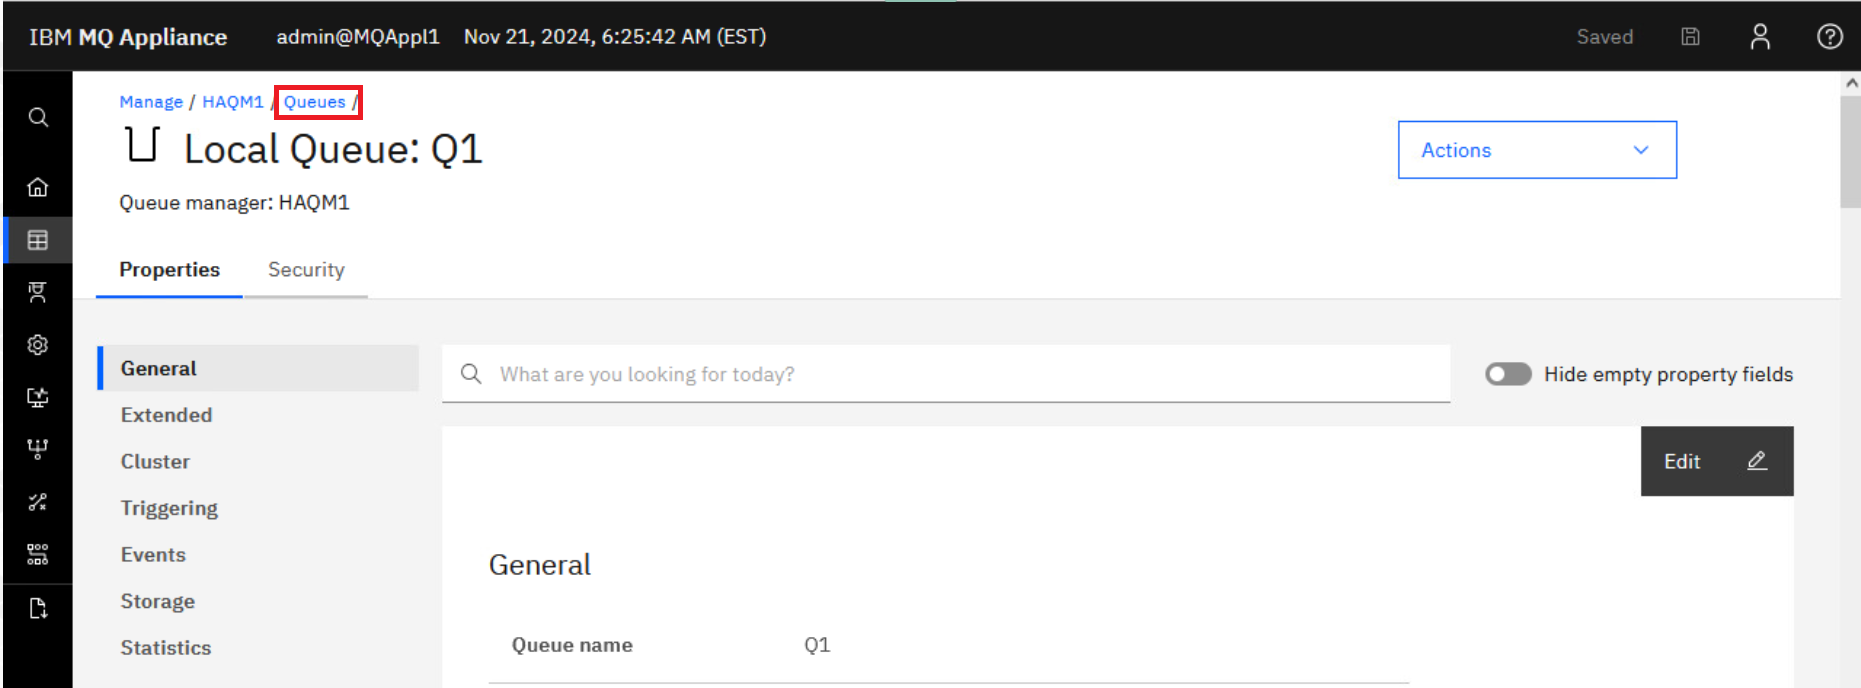 IBM MQ Appliance admin@MQAppl1 Nov 21, 2024, 6:25:42 AM (EST) Saved
Manage / HAQM1 / Queues /
Local Queue: Q1
Actions
Queue manager: HAQM1
Properties Security
General
Extended
Cluster
Triggering
Events
Storage
Statistics
What are you looking for today?
Hide empty property fields
Edit
General
Queue name Q1